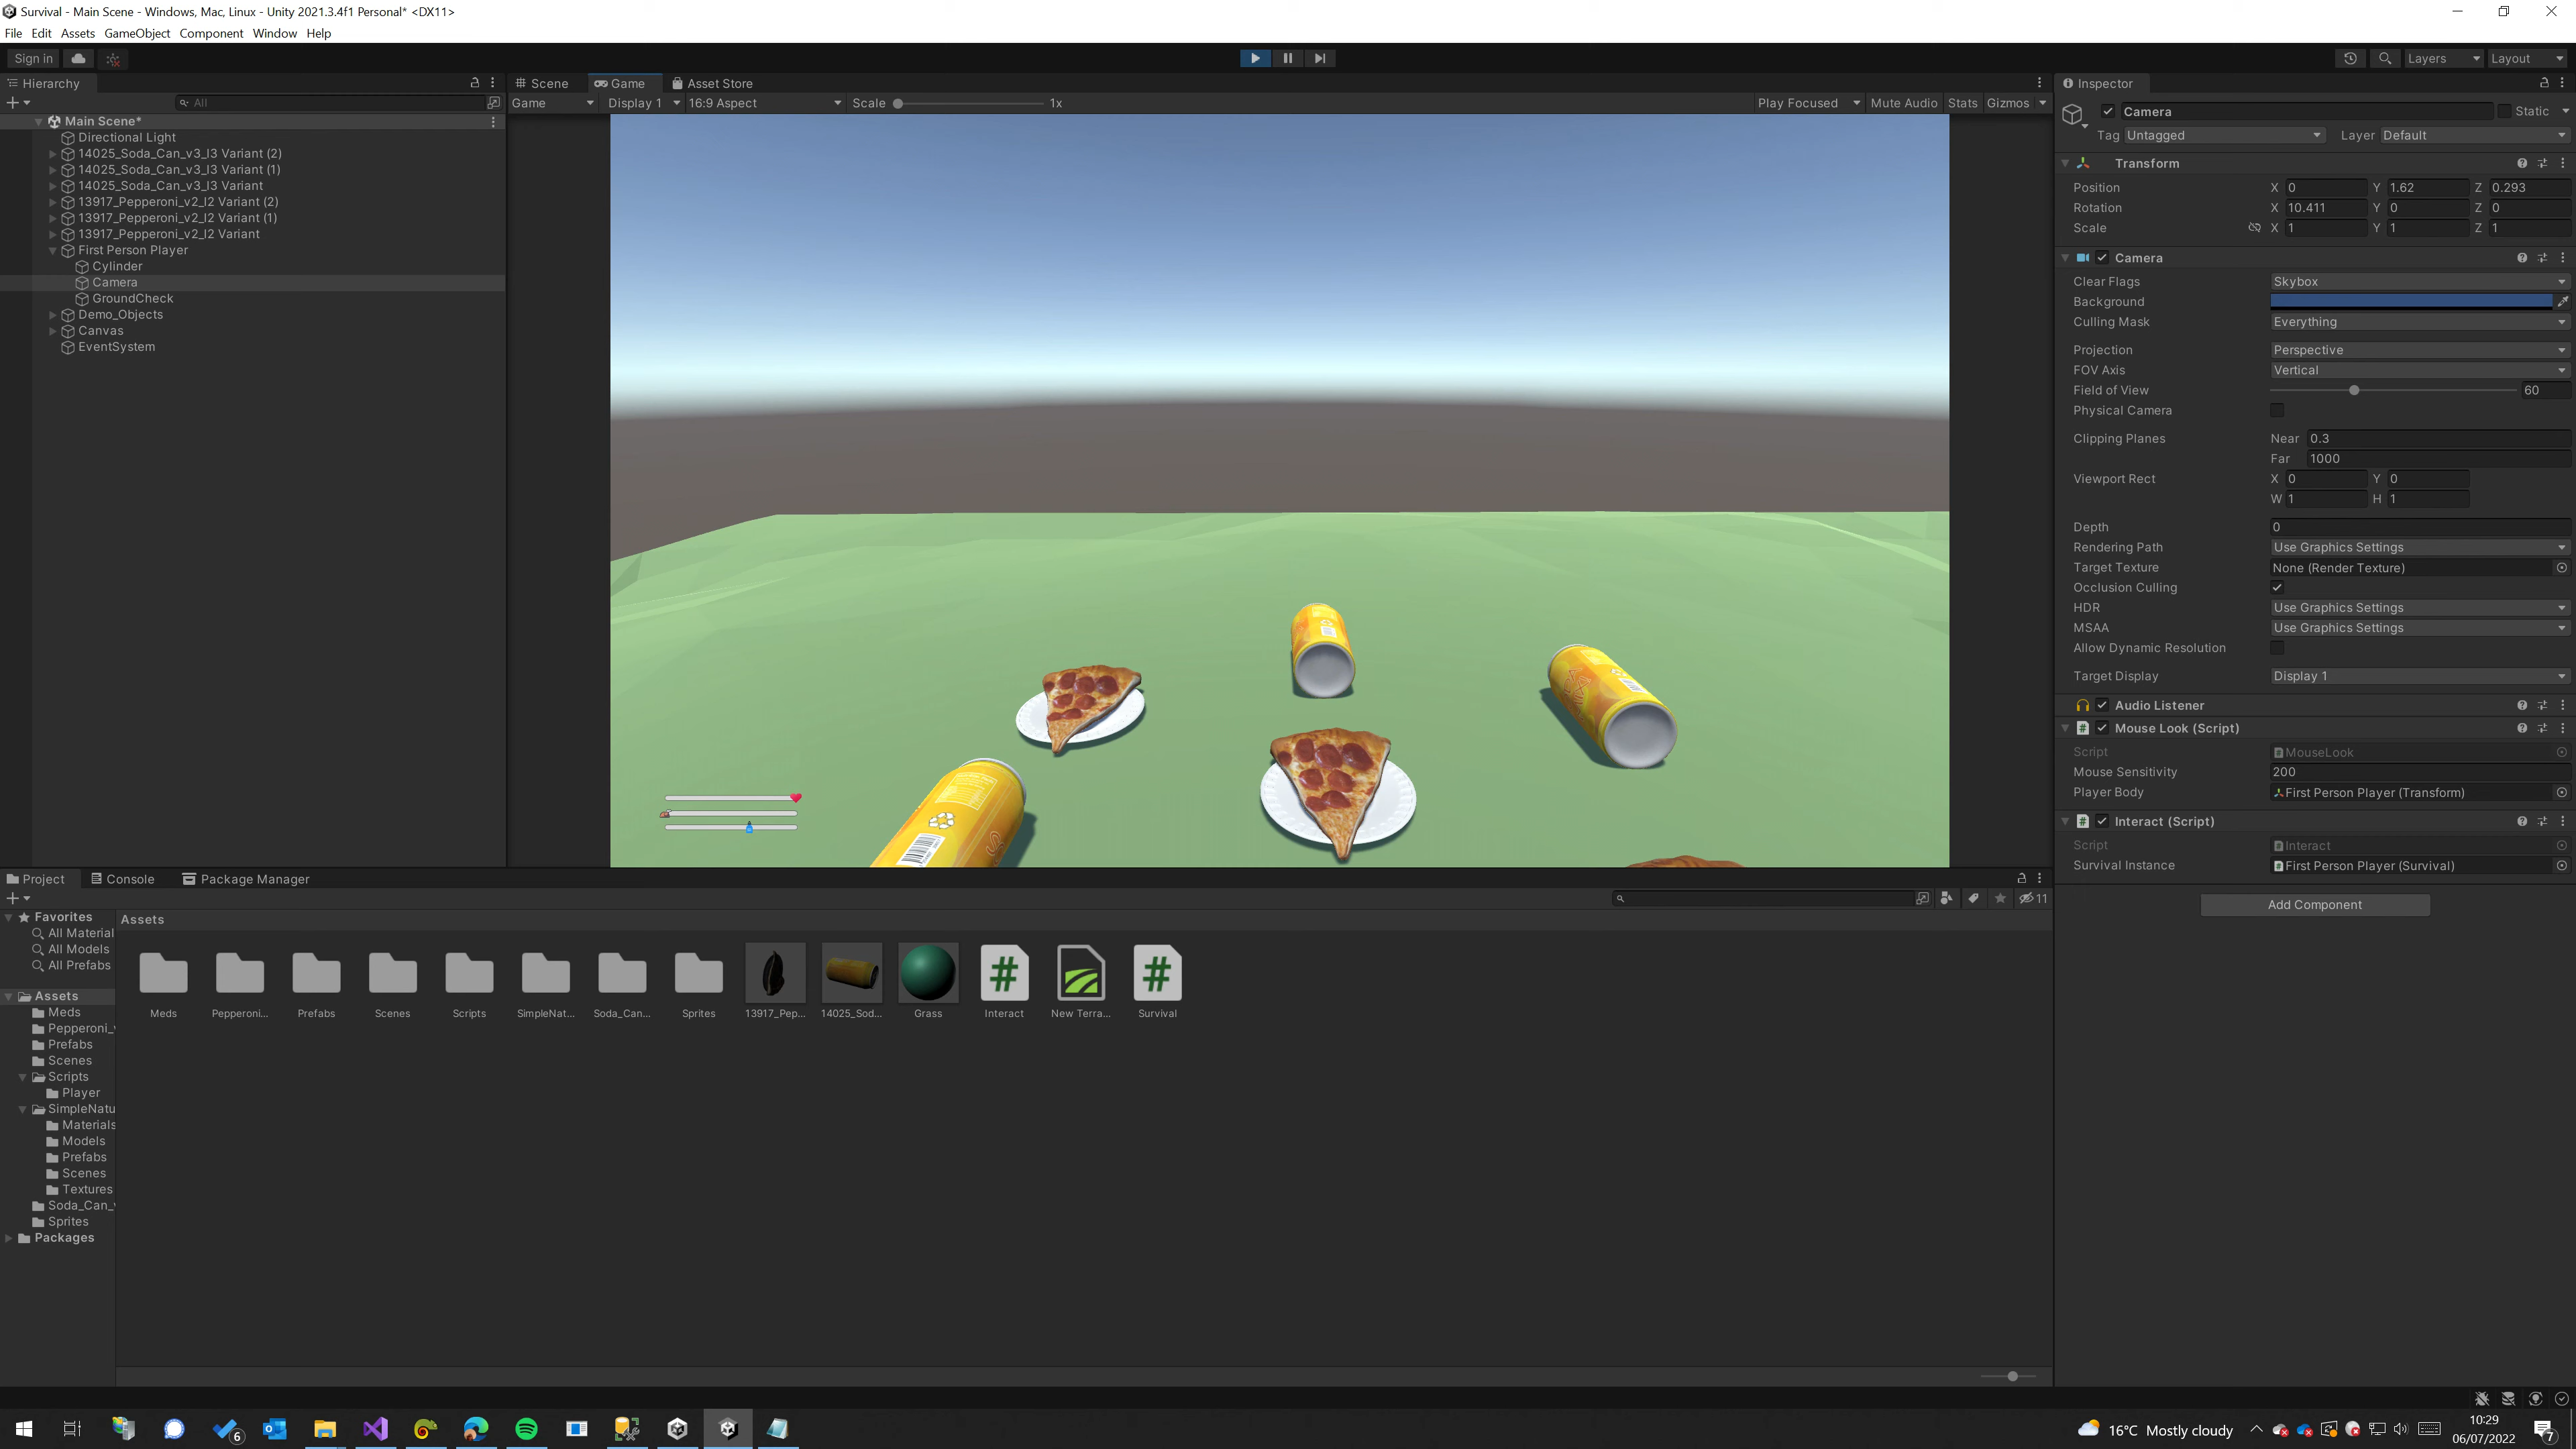 Survival - Main Scene - Windows, Mac, Linux - Unity 2021.3.4f1 Personal* <DX11>
File Edit Assets GameObject Component Window Help
Sign in
Layers Layout
Hierarchy
All
Main Scene*
Directional Light
14025_Soda_Can_v3_l3 Variant (2)
14025_Soda_Can_v3_l3 Variant (1)
14025_Soda_Can_v3_l3 Variant
13917_Pepperoni_v2_l2 Variant (2)
13917_Pepperoni_v2_l2 Variant (1)
13917_Pepperoni_v2_l2 Variant
First Person Player
Cylinder
Camera
GroundCheck
Demo_Objects
Canvas
EventSystem
Scene Game Asset Store
Game Display 1 16:9 Aspect Scale 1x Play Focused Mute Audio Stats Gizmos
Inspector
Camera Static
Tag Untagged Layer Default
Transform
Position X 0 Y 1.62 Z 0.293
Rotation X 10.411 Y 0 Z 0
Scale X 1 Y 1 Z 1
Camera
Clear Flags Skybox
Background
Culling Mask Everything
Projection Perspective
FOV Axis Vertical
Field of View 60
Physical Camera
Clipping Planes Near 0.3
Far 1000
Viewport Rect X 0 Y 0
W 1 H 1
Depth 0
Rendering Path Use Graphics Settings
Target Texture None (Render Texture)
Occlusion Culling
HDR Use Graphics Settings
MSAA Use Graphics Settings
Allow Dynamic Resolution
Target Display Display 1
Audio Listener
Mouse Look (Script)
Script MouseLook
Mouse Sensitivity 200
Player Body First Person Player (Transform)
Interact (Script)
Script Interact
Survival Instance First Person Player (Survival)
Add Component
Project Console Package Manager
11
Favorites
All Material
All Models
All Prefabs
Assets
Meds
Pepperoni_v
Prefabs
Scenes
Scripts
Player
SimpleNatu
Materials
Models
Prefabs
Scenes
Textures
Soda_Can_v
Sprites
Packages
Assets
Meds Pepperoni... Prefabs Scenes Scripts SimpleNat... Soda_Can... Sprites 13917_Pep... 14025_Sod... Grass Interact New Terra... Survival
6
16°C Mostly cloudy
10:29
06/07/2022
7